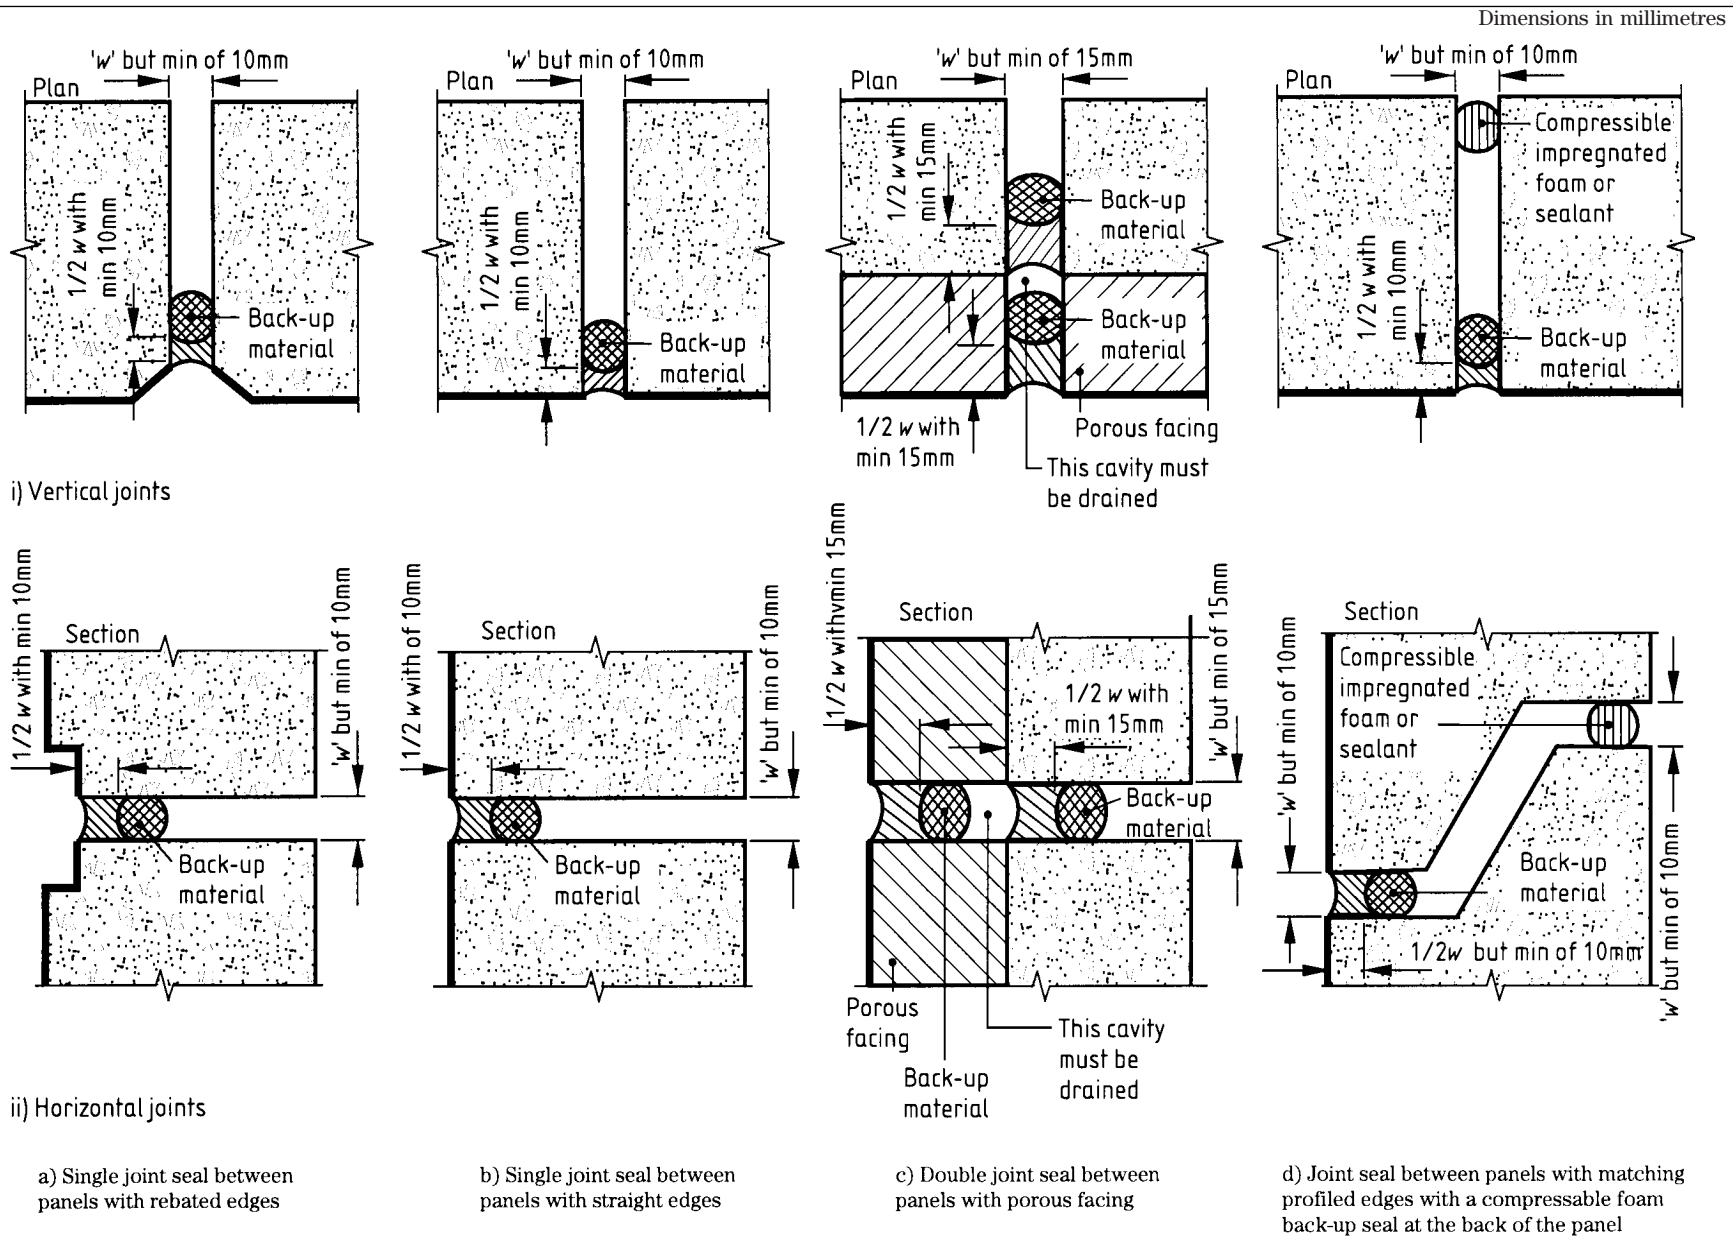 Dimensions in millimetres
'w' but min of 10mm
Plan
1/2 w with
min 10mm
Back-up
material
'w' but min of 10mm
Plan
1/2 w with
min 10mm
Back-up
material
'w' but min of 15mm
Plan
1/2 w with
min 15mm
Back-up
material
Back-up
material
1/2 w with
min 15mm
Porous facing
This cavity must
be drained
'w' but min of 10mm
Plan
Compressible
impregnated
foam or
sealant
1/2 w with
min 10mm
Back-up
material
i) Vertical joints
1/2 w with min 10mm
Section
'w' but min of 10mm
Back-up
material
1/2 w with of 10mm
Section
'w' but min of 10mm
Back-up
material
1/2 w withvmin 15mm
Section
1/2 w with
min 15mm
'w' but min of 15mm
Back-up
material
Porous
facing
Back-up
material
This cavity
must be
drained
Section
'w' but min of 10mm
Compressible
impregnated
foam or
sealant
Back-up
material
1/2w but min of 10mm
'w' but min of 10mm
ii) Horizontal joints
a) Single joint seal between
panels with rebated edges
b) Single joint seal between
panels with straight edges
c) Double joint seal between
panels with porous facing
d) Joint seal between panels with matching
profiled edges with a compressable foam
back-up seal at the back of the panel